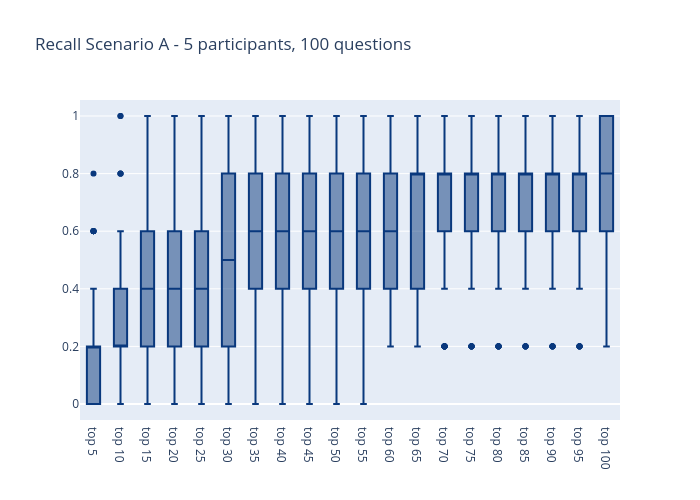 Recall Scenario A - 5 participants, 100 questions
1
0.8
0.6
0.4
0.2
0
top 5
top 10
top 15
top 20
top 25
top 30
top 35
top 40
top 45
top 50
top 55
top 60
top 65
top 70
top 75
top 80
top 85
top 90
top 95
top 100